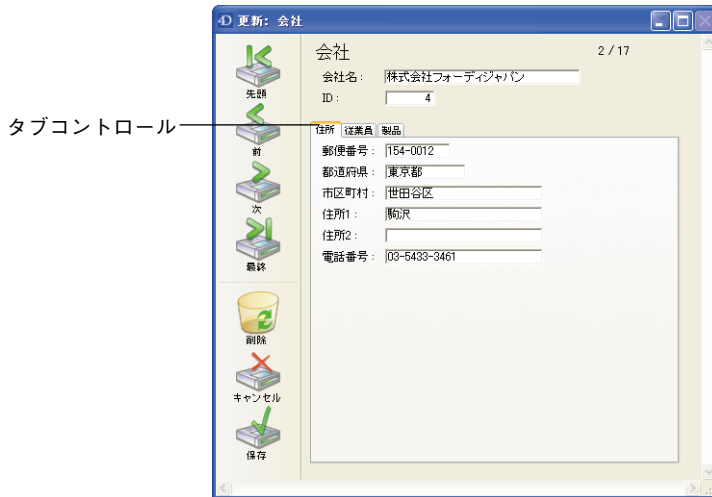 4D 更新: 会社
会社
2 / 17
会社名: 株式会社フォーディジャパン
ID: 4
先頭
前
次
最終
削除
キャンセル
保存
タブコントロール
住所 従業員 製品
郵便番号: 154-0012
都道府県: 東京都
市区町村: 世田谷区
住所1: 駒沢
住所2:
電話番号: 03-5433-3461